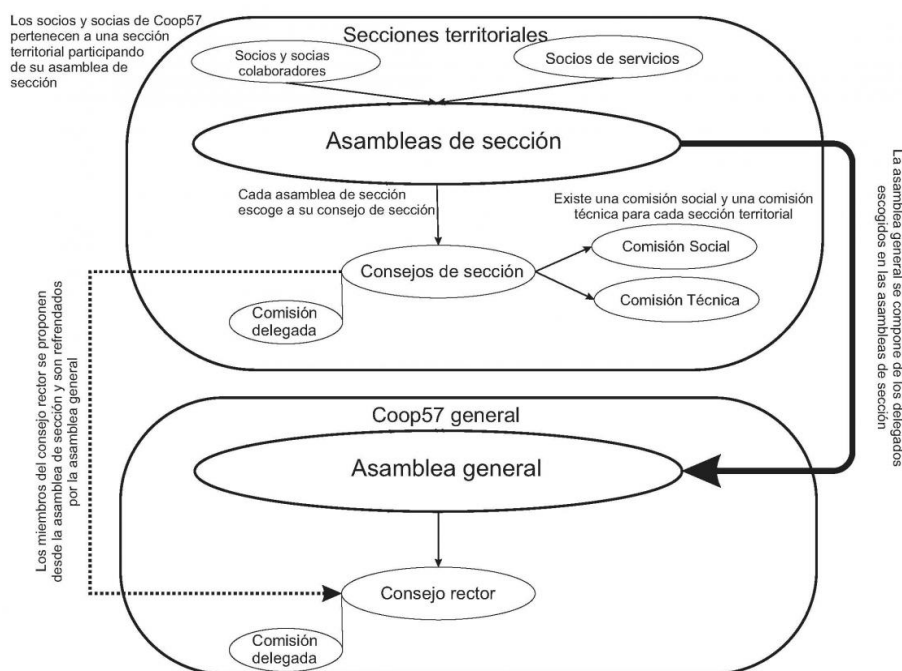 Los socios y socias de Coop57
pertenecen a una sección
territorial participando
de su asamblea de
sección
Secciones territoriales
Socios y socias
colaboradores
Socios de servicios
Asambleas de sección
Cada asamblea de sección
escoge a su consejo de sección
Existe una comisión social y una comisión
técnica para cada sección territorial
Consejos de sección
Comisión Social
Comisión Técnica
Comisión
delegada
La asamblea general se compone de los delegados
escogidos en las asambleas de sección
Los miembros del consejo rector se proponen
desde la asamblea de sección y son refrendados
por la asamblea general
Coop57 general
Asamblea general
Consejo rector
Comisión
delegada